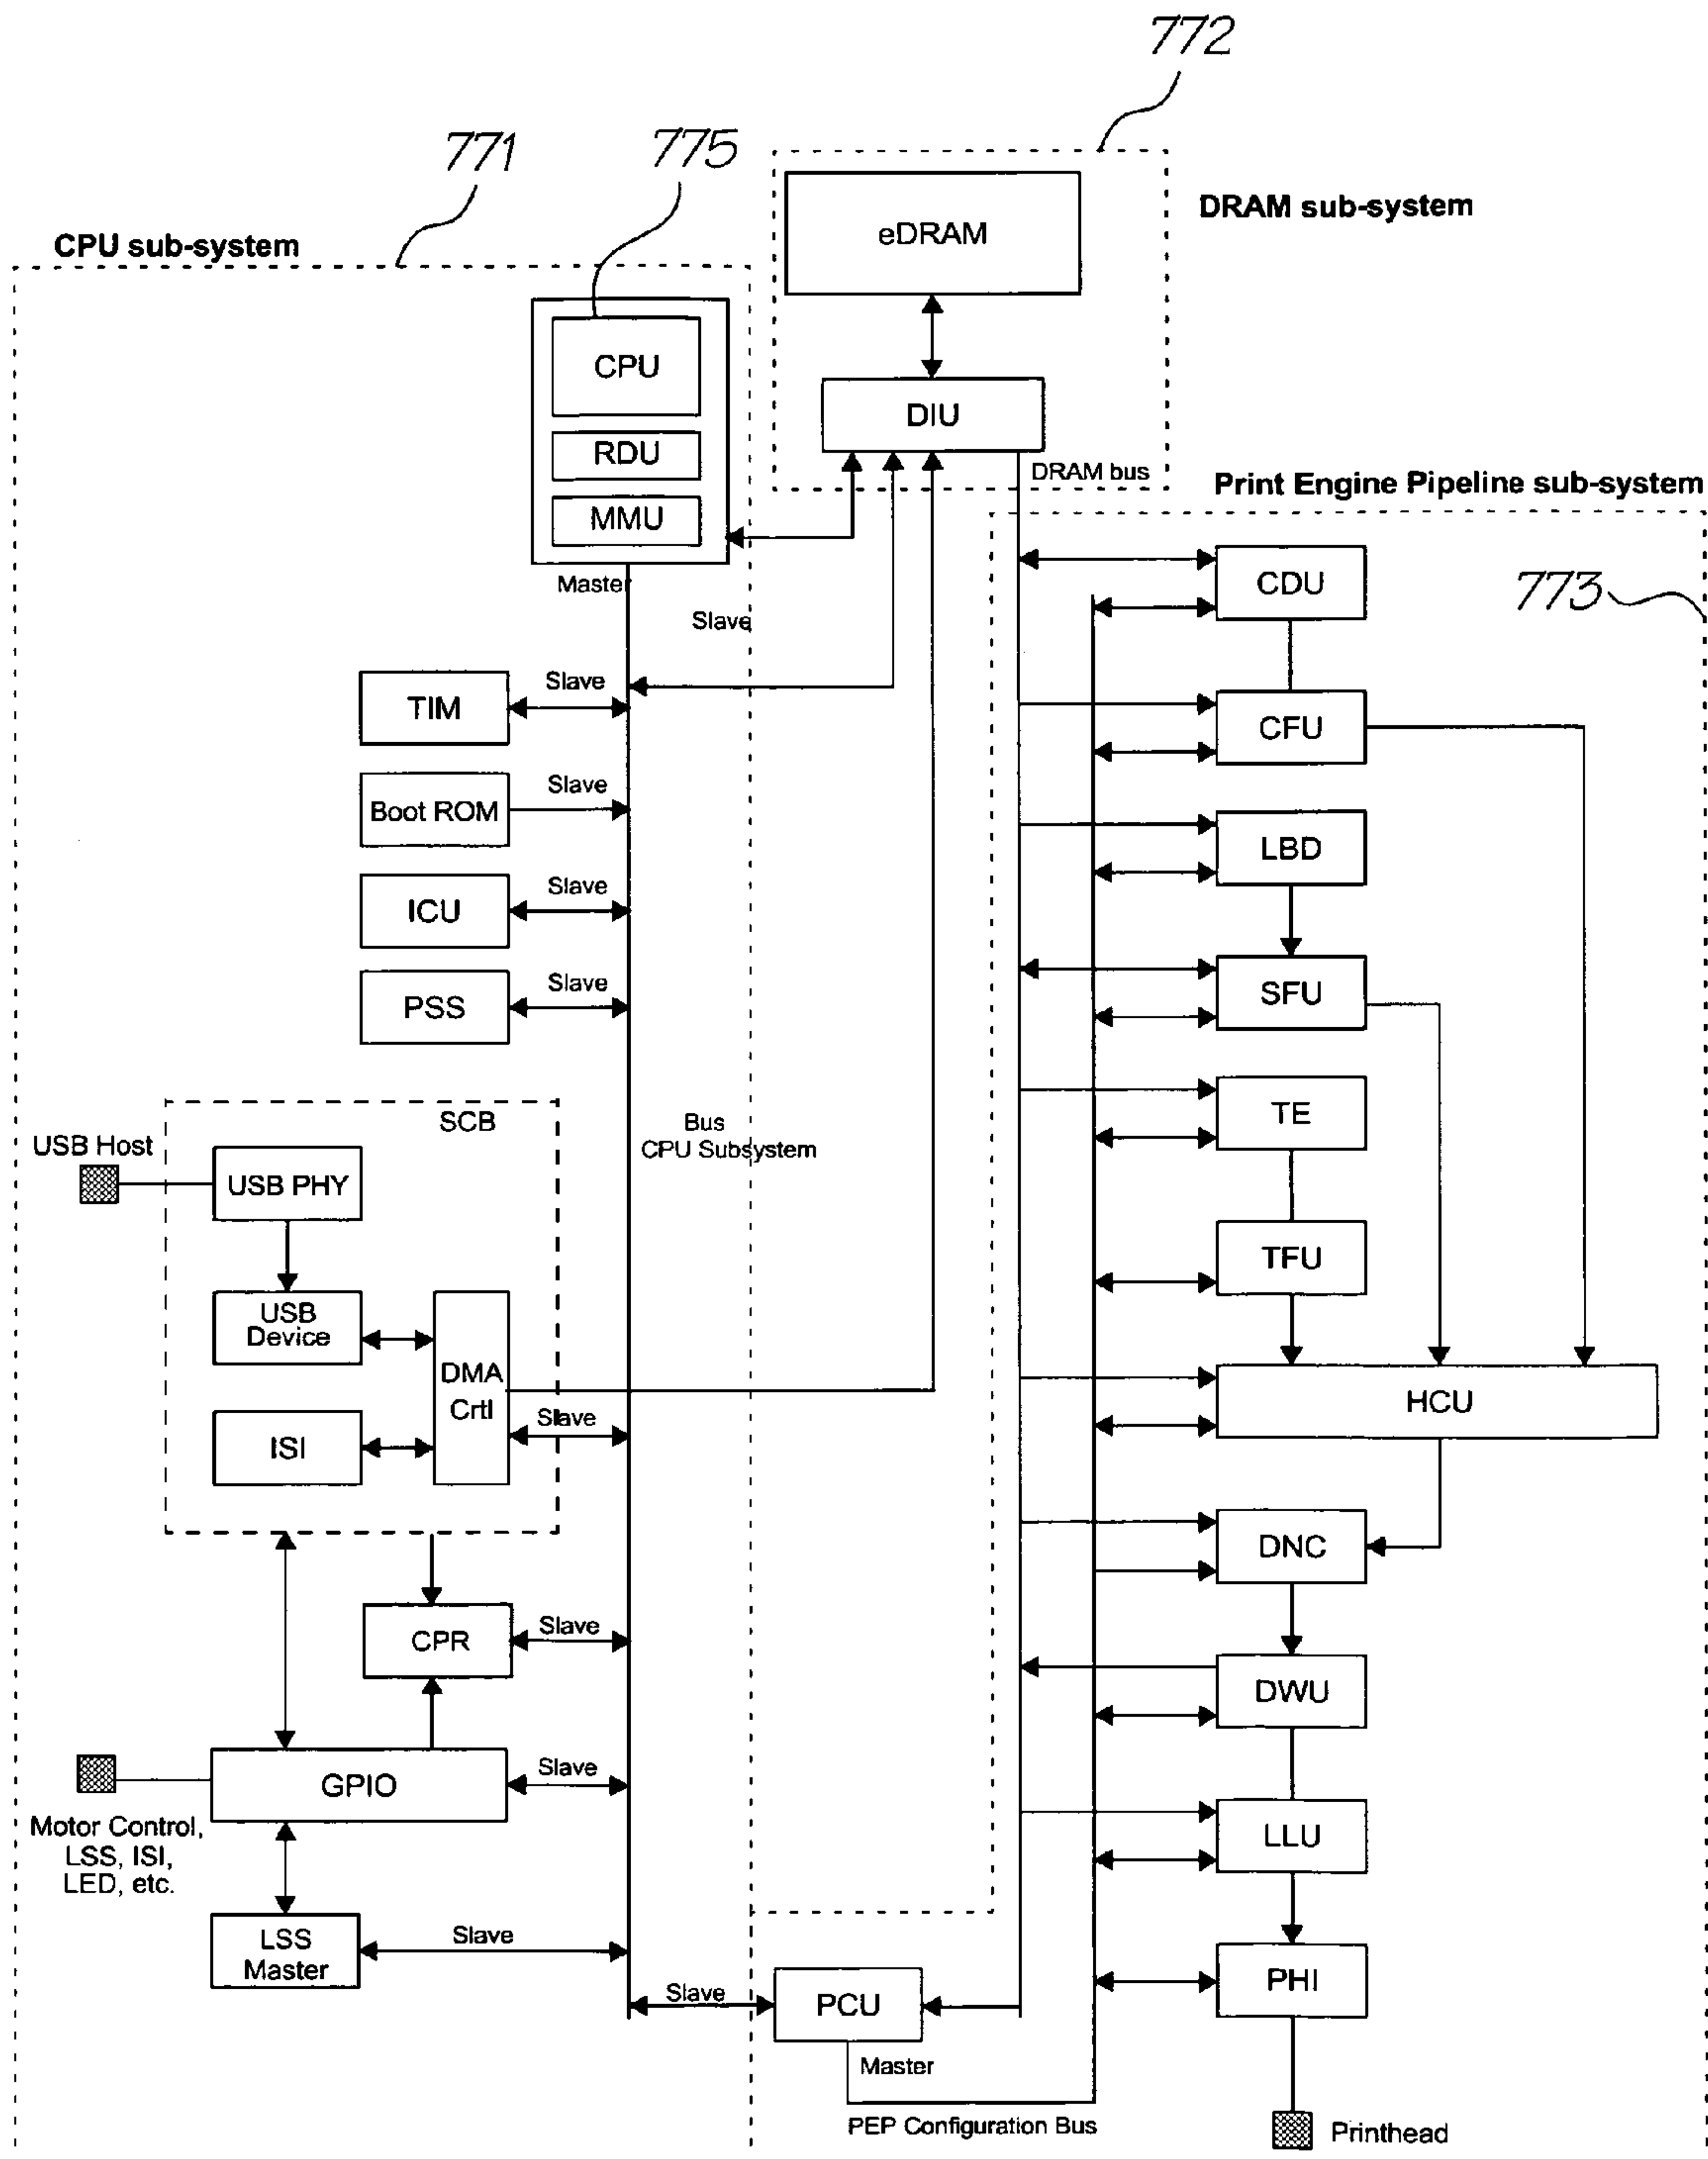 772
771
775
DRAM sub-system
CPU sub-system
eDRAM
CPU
DIU
RDU
DRAM bus
Print Engine Pipeline sub-system
MMU
Master
Slave
773
CDU
TIM
Slave
CFU
Boot ROM
Slave
LBD
ICU
Slave
PSS
Slave
SFU
SCB
Bus
CPU Subsystem
TE
USB Host
USB PHY
TFU
USB
Device
DMA
Crtl
Slave
ISI
HCU
DNC
CPR
Slave
DWU
GPIO
Slave
Motor Control,
LSS, ISI,
LED, etc.
LLU
LSS
Master
Slave
PHI
Slave
PCU
Master
PEP Configuration Bus
Printhead